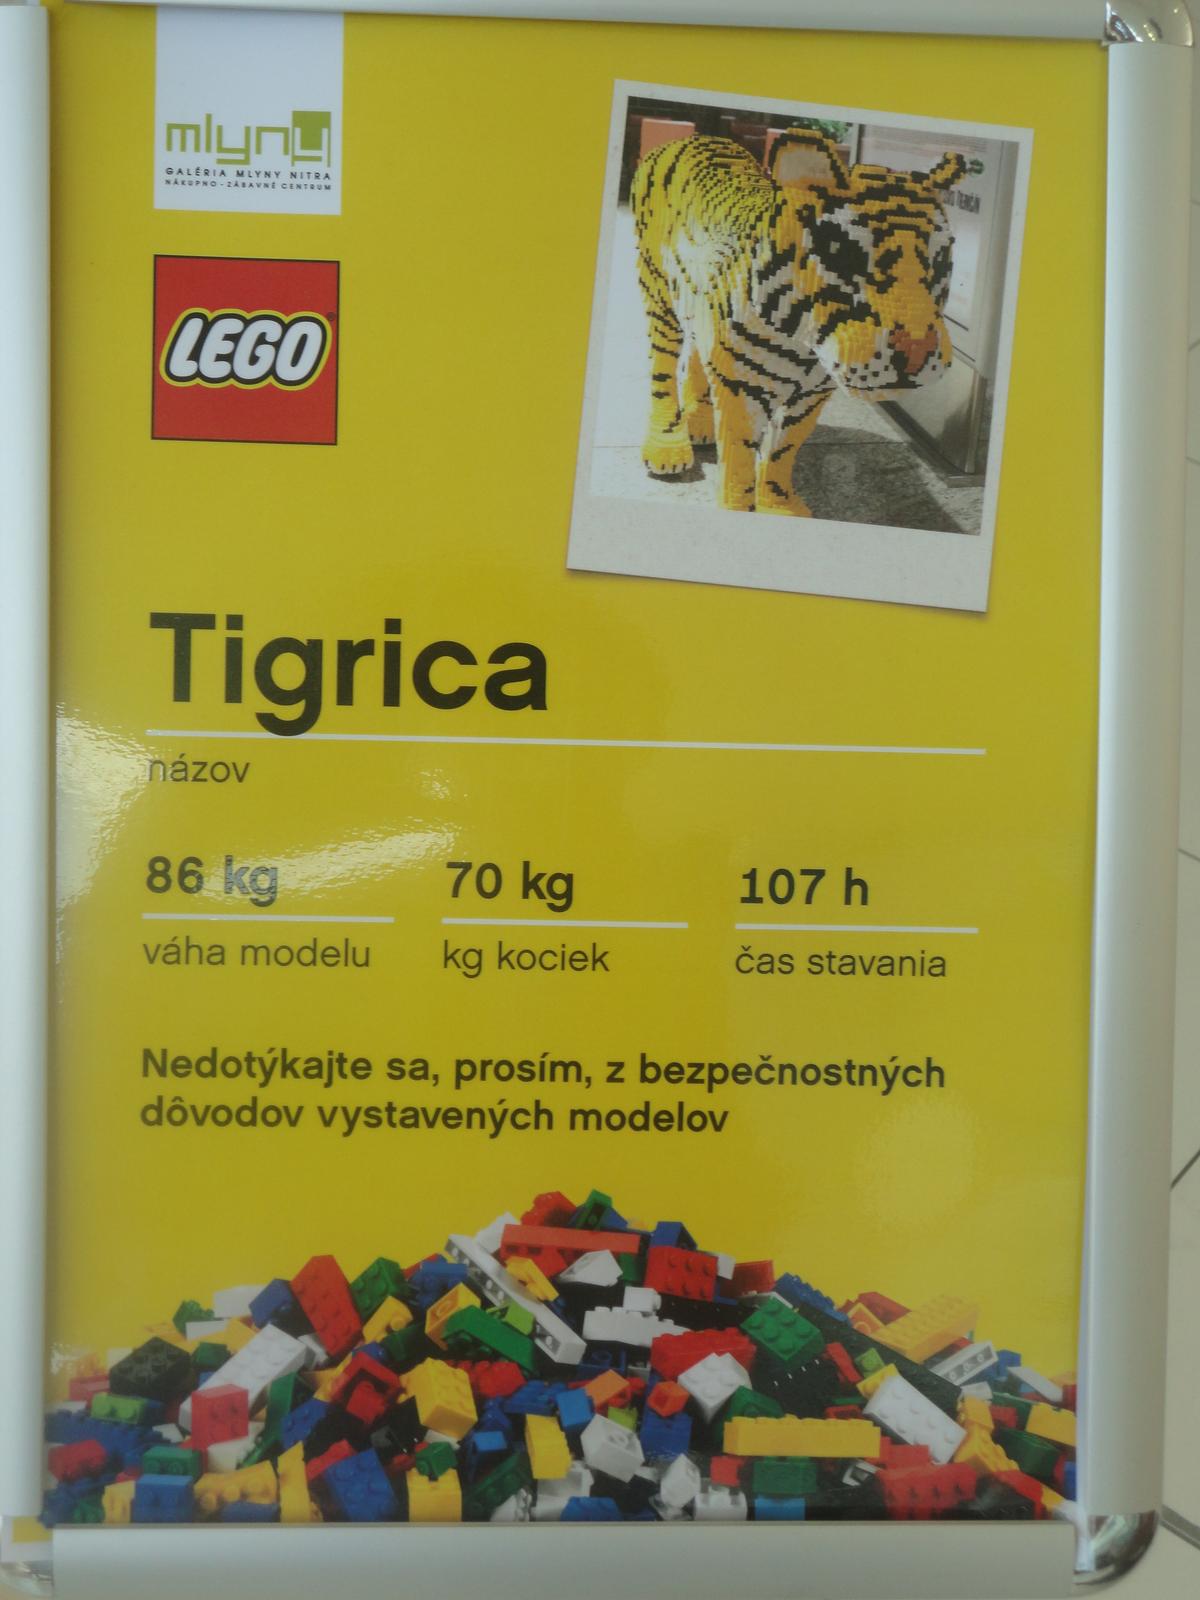 mlyny
GALÉRIA MLYNY NITRA
NÁKUPNO - ZÁBAVNÉ CENTRUM
LEGO®
Tigrica
názov
86 kg
váha modelu
70 kg
kg kociek
107 h
čas stavania
Nedotýkajte sa, prosím, z bezpečnostných
dôvodov vystavených modelov